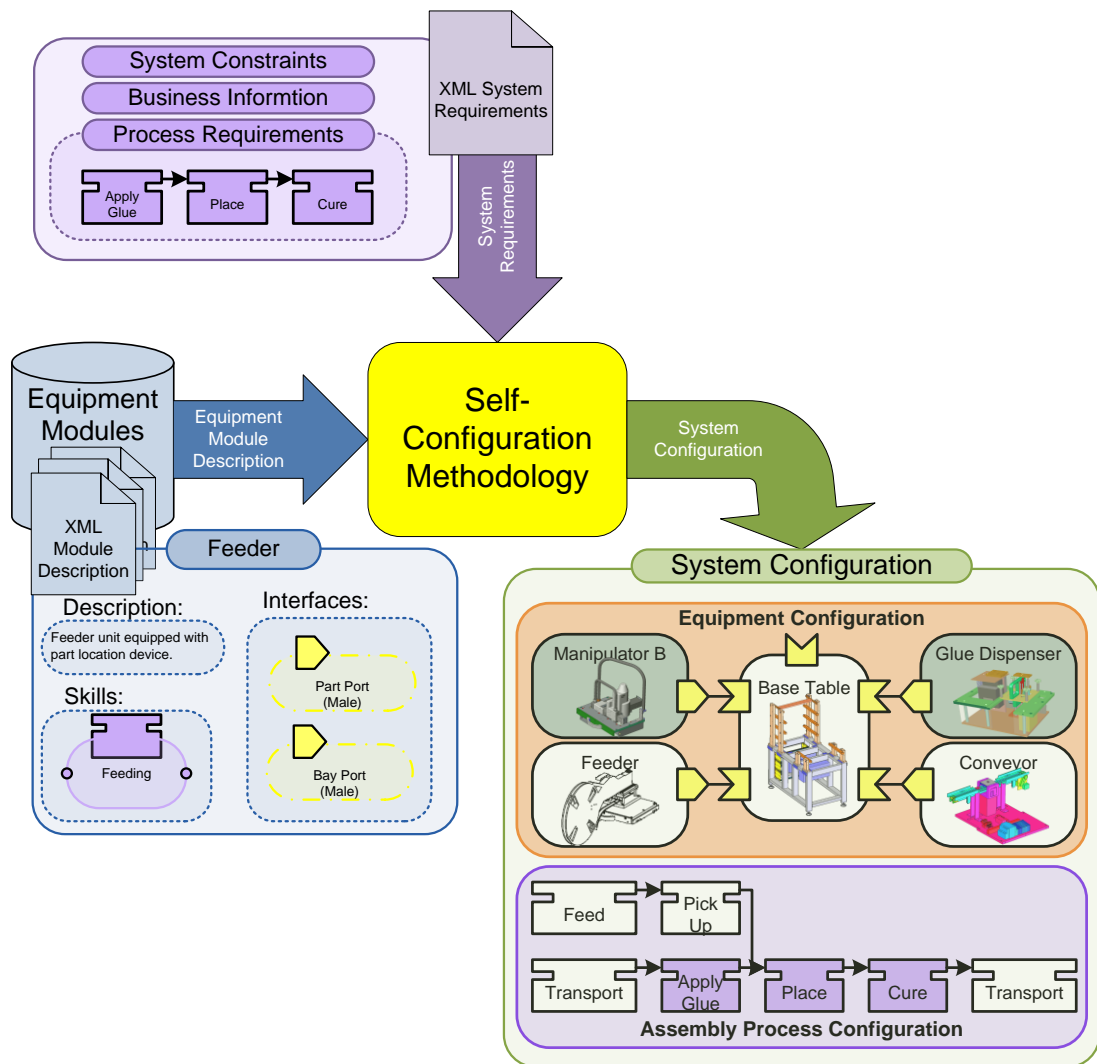 System Constraints
Business Informtion
Process Requirements
Apply
Glue
Place
Cure
XML System
Requirements
System
Requirements
Equipment
Modules
XML
Module
Description
Equipment
Module
Description
Self-
Configuration
Methodology
System
Configuration
Feeder
Description:
Feeder unit equipped with
part location device.
Skills:
Feeding
Interfaces:
Part Port
(Male)
Bay Port
(Male)
System Configuration
Equipment Configuration
Manipulator B
Base Table
Glue Dispenser
Feeder
Conveyor
Feed
Pick
Up
Transport
Apply
Glue
Place
Cure
Transport
Assembly Process Configuration